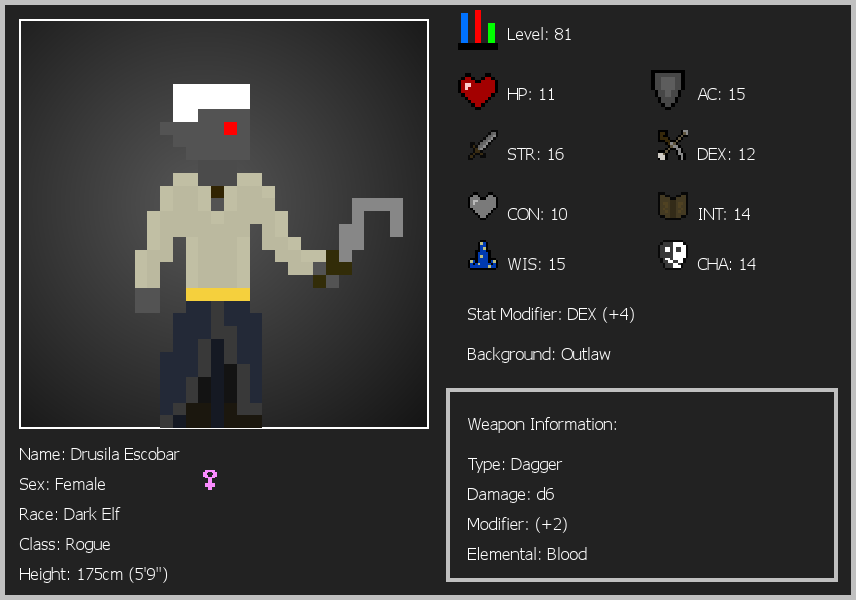 Level: 81
HP: 11
AC: 15
STR: 16
DEX: 12
CON: 10
INT: 14
WIS: 15
CHA: 14
Stat Modifier: DEX (+4)
Background: Outlaw
Weapon Information:
Type: Dagger
Damage: d6
Modifier: (+2)
Elemental: Blood
Name: Drusila Escobar
Sex: Female
Race: Dark Elf
Class: Rogue
Height: 175cm (5'9")